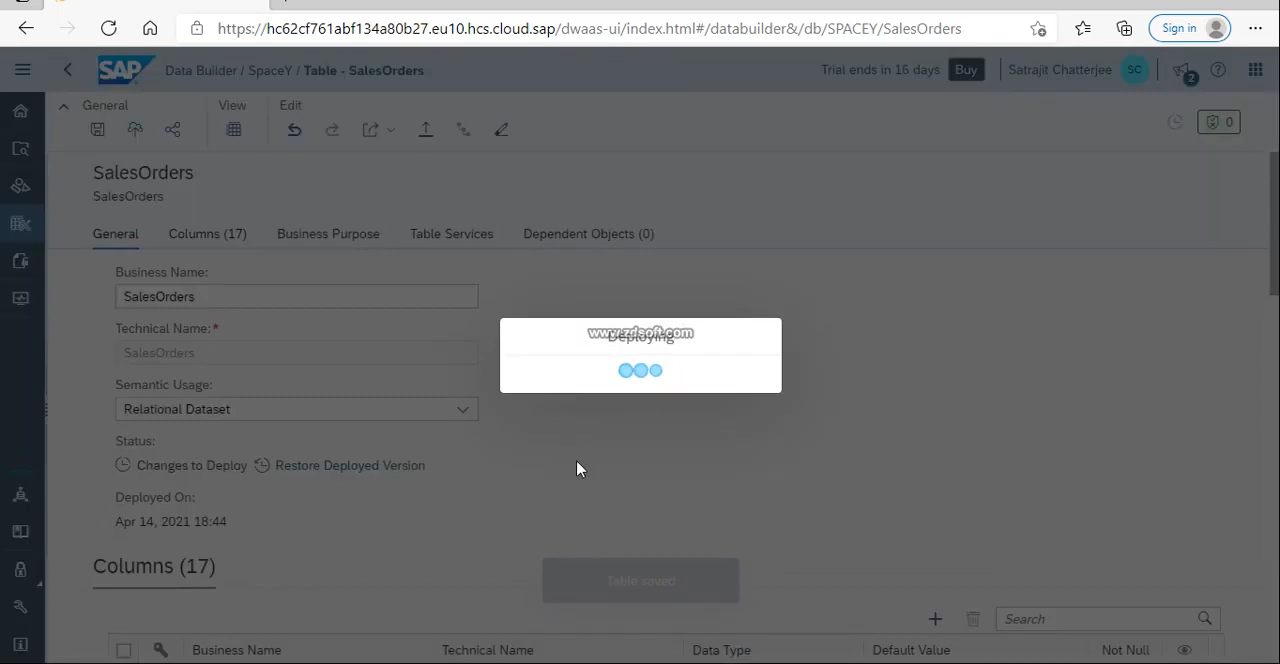 https://hc62cf761abf134a80b27.eu10.hcs.cloud.sap/dwaas-ui/index.html#/databuilder&/db/SPACEY/SalesOrders
Sign in
SAP
Data Builder / SpaceY / Table - SalesOrders
Trial ends in 16 days
Buy
Satrajit Chatterjee
SC
2
General
View
Edit
0
SalesOrders
SalesOrders
General
Columns (17)
Business Purpose
Table Services
Dependent Objects (0)
Business Name:
SalesOrders
Technical Name:*
SalesOrders
Semantic Usage:
Relational Dataset
Status:
Changes to Deploy
Restore Deployed Version
Deployed On:
Apr 14, 2021 18:44
www.zdsoft.com
Deploying
Columns (17)
Table saved
Search
Business Name
Technical Name
Data Type
Default Value
Not Null